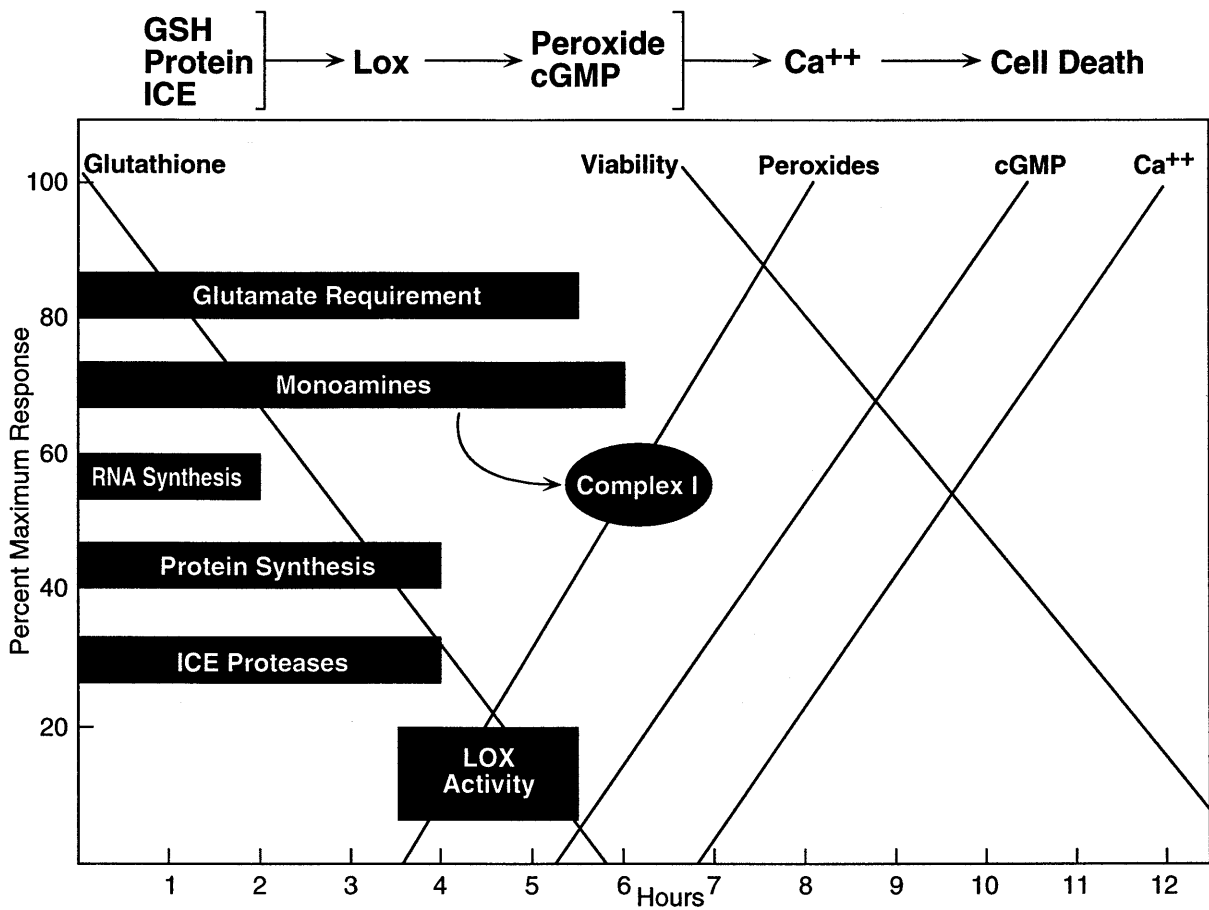 GSH
Protein
ICE
Lox
Peroxide
cGMP
Ca++
Cell Death
Glutathione
Viability
Peroxides
cGMP
Ca++
Percent Maximum Response
100
80
60
40
20
Glutamate Requirement
Monoamines
RNA Synthesis
Complex I
Protein Synthesis
ICE Proteases
LOX
Activity
1 2 3 4 5 6 7 8 9 10 11 12
Hours